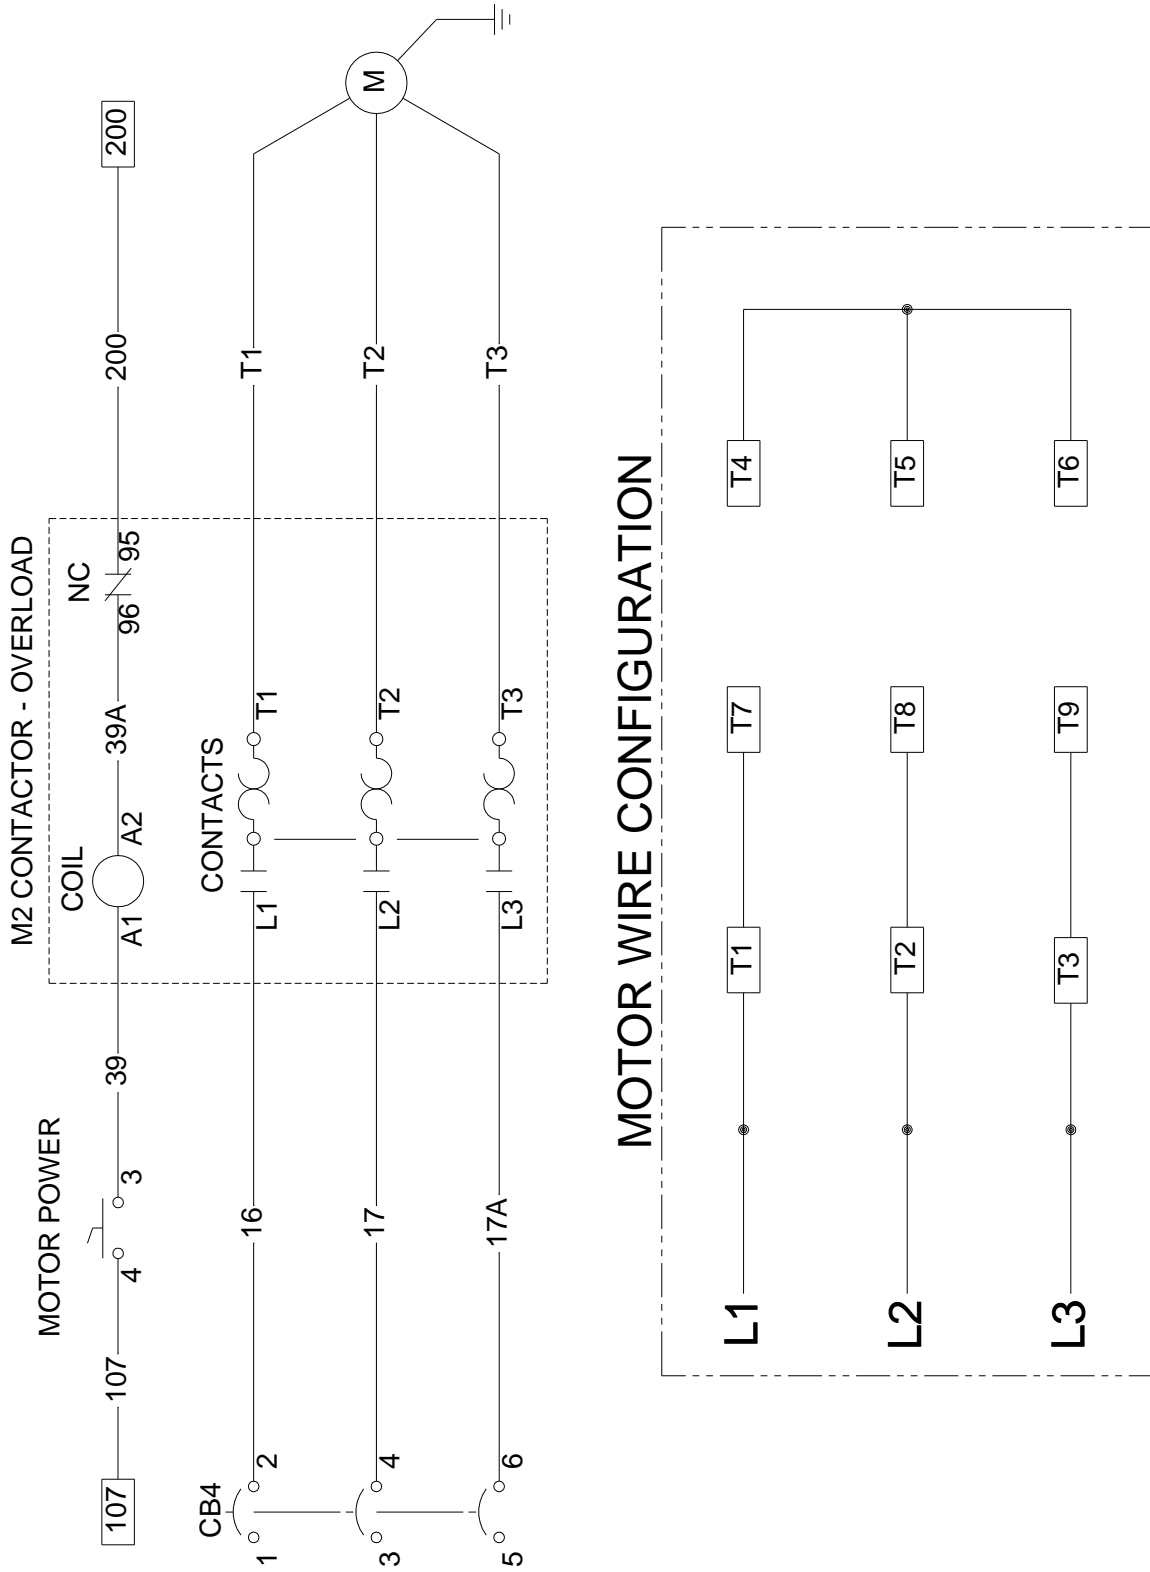 107
107
4
MOTOR POWER
3
39
M2 CONTACTOR - OVERLOAD
A1
COIL
A2
39A
96
NC
95
200
200
CB4
1
2
16
L1
CONTACTS
T1
T1
3
4
17
L2
T2
T2
M
5
6
17A
L3
T3
T3
MOTOR WIRE CONFIGURATION
L1
T1
T7
T4
L2
T2
T8
T5
L3
T3
T9
T6